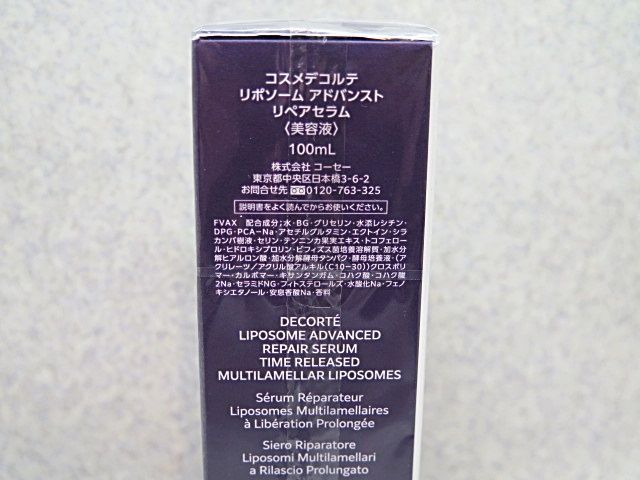 コスメデコルテ
リポソーム アドバンスト
リペアセラム
〈美容液〉
100mL
株式会社 コーセー
東京都中央区日本橋3-6-2
お問合せ先 0120-763-325
説明書をよく読んでからお使いください。
FVAX 配合成分:水・BG・グリセリン・水添レシチン・
DPG・PCA-Na・アセチルグルタミン・エクトイン・シラ
カンバ樹液・セリン・テンニンカ果実エキス・トコフェロー
ル・ヒドロキシプロリン・ビフィズス菌培養溶解質・加水分
解ヒアルロン酸・加水分解酵母タンパク・酵母培養液・(ア
クリレーツ/アクリル酸アルキル(C10-30))クロスポリ
マー・カルボマー・キサンタンガム・コハク酸・コハク酸
2Na・セラミドNG・フィトステロールズ・水酸化Na・フェノ
キシエタノール・安息香酸Na・香料
DECORTÉ
LIPOSOME ADVANCED
REPAIR SERUM
TIME RELEASED
MULTILAMELLAR LIPOSOMES
Sérum Réparateur
Liposomes Multilamellaires
à Libération Prolongée
Siero Riparatore
Liposomi Multilamellari
a Rilascio Prolungato